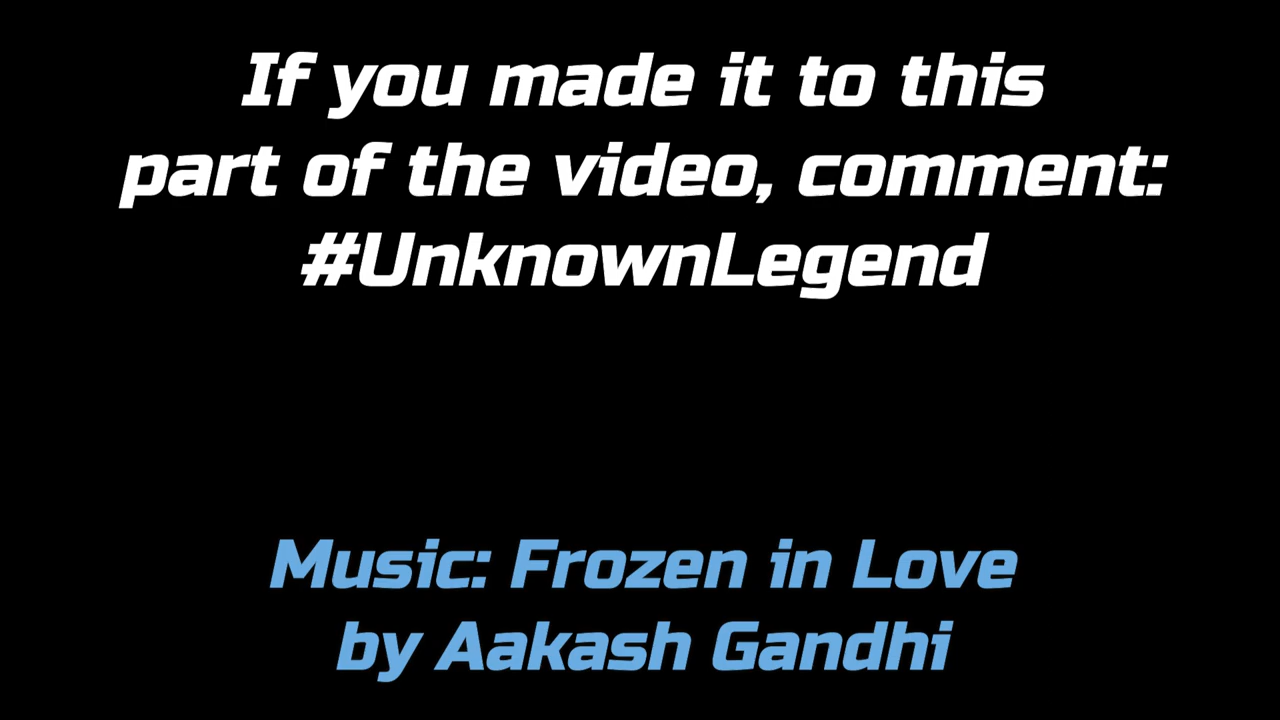 If you made it to this
part of the video, comment:
#UnknownLegend
Music: Frozen in Love
by Aakash Gandhi